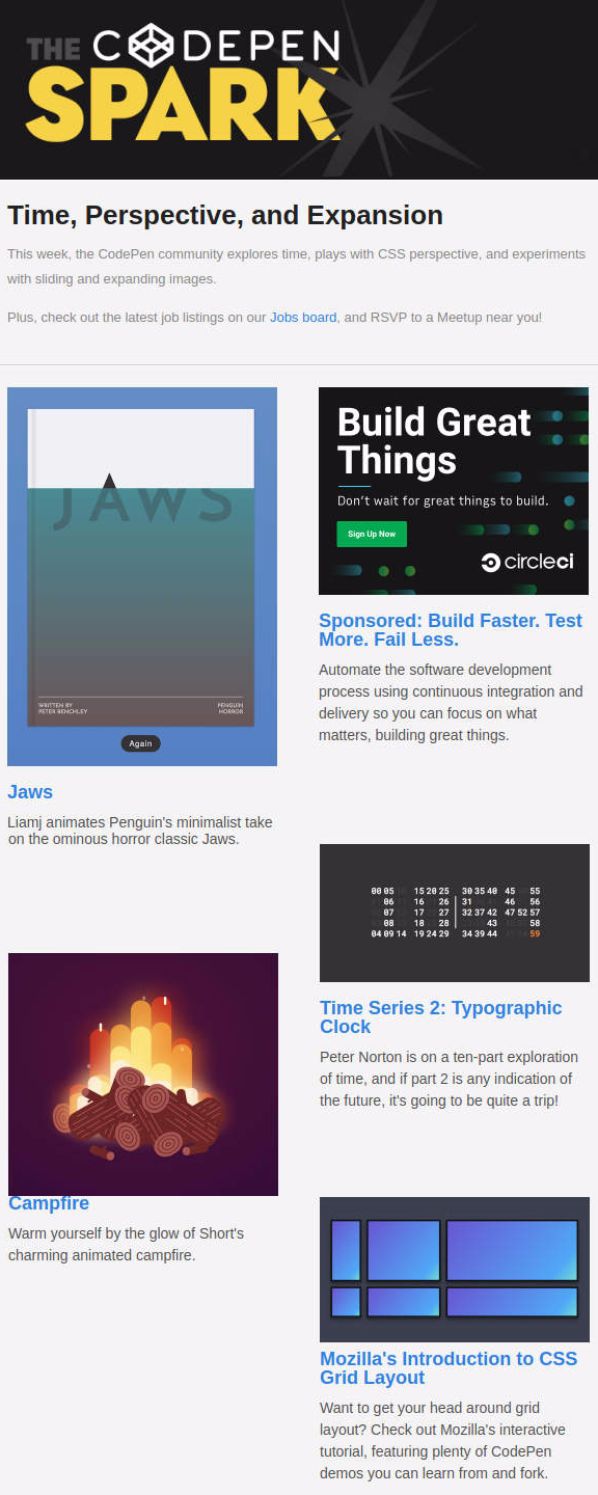 THE CODEPEN
SPARK
Time, Perspective, and Expansion
This week, the CodePen community explores time, plays with CSS perspective, and experiments
with sliding and expanding images.
Plus, check out the latest job listings on our Jobs board, and RSVP to a Meetup near you!
JAWS
WRITTEN BY
PETER BENCHLEY
PENGUIN
HORROR
Again
Jaws
Liamj animates Penguin's minimalist take
on the ominous horror classic Jaws.
Campfire
Warm yourself by the glow of Short's
charming animated campfire.
Build Great
Things
Don't wait for great things to build.
Sign Up Now
circleci
Sponsored: Build Faster. Test
More. Fail Less.
Automate the software development
process using continuous integration and
delivery so you can focus on what
matters, building great things.
00 05 15 20 25 30 35 40 45 55
06 16 26 31 46 56
07 17 27 32 37 42 47 52 57
08 18 28 43 58
04 09 14 19 24 29 34 39 44 59
Time Series 2: Typographic
Clock
Peter Norton is on a ten-part exploration
of time, and if part 2 is any indication of
the future, it's going to be quite a trip!
Mozilla's Introduction to CSS
Grid Layout
Want to get your head around grid
layout? Check out Mozilla's interactive
tutorial, featuring plenty of CodePen
demos you can learn from and fork.